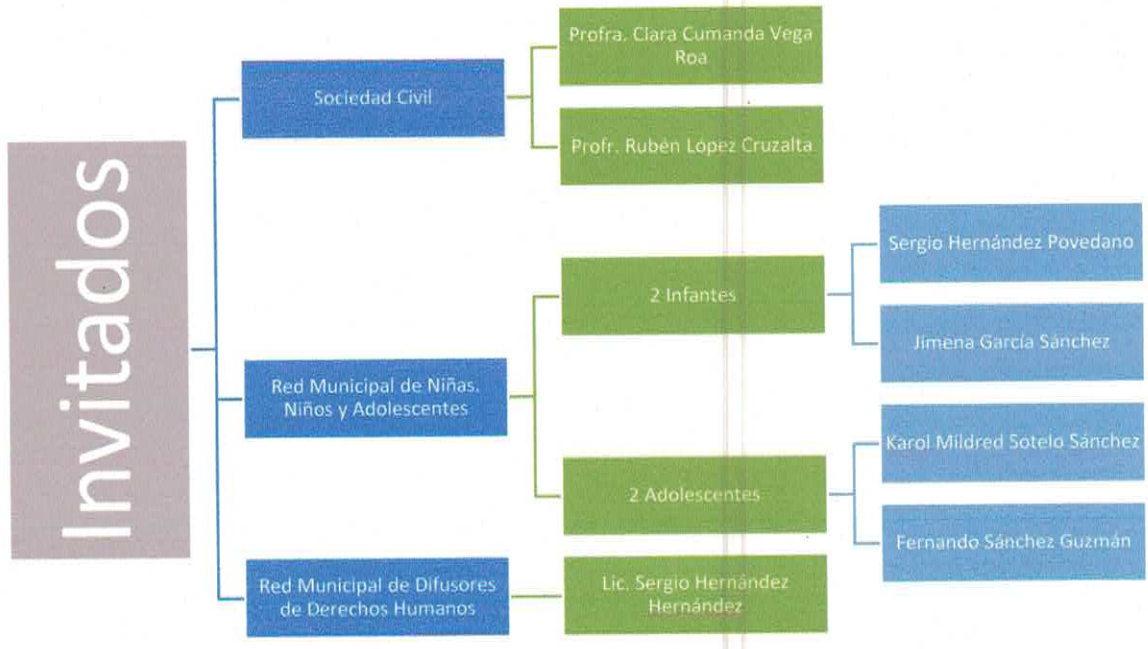 Invitados
Sociedad Civil
Profra. Clara Cumanda Vega
Roa
Profr. Rubén López Cruzalta
Red Municipal de Niñas,
Niños y Adolescentes
2 Infantes
Sergio Hernández Povedano
Jimena García Sánchez
2 Adolescentes
Karol Mildred Sotelo Sánchez
Fernando Sánchez Guzmán
Red Municipal de Difusores
de Derechos Humanos
Lic. Sergio Hernández
Hernández